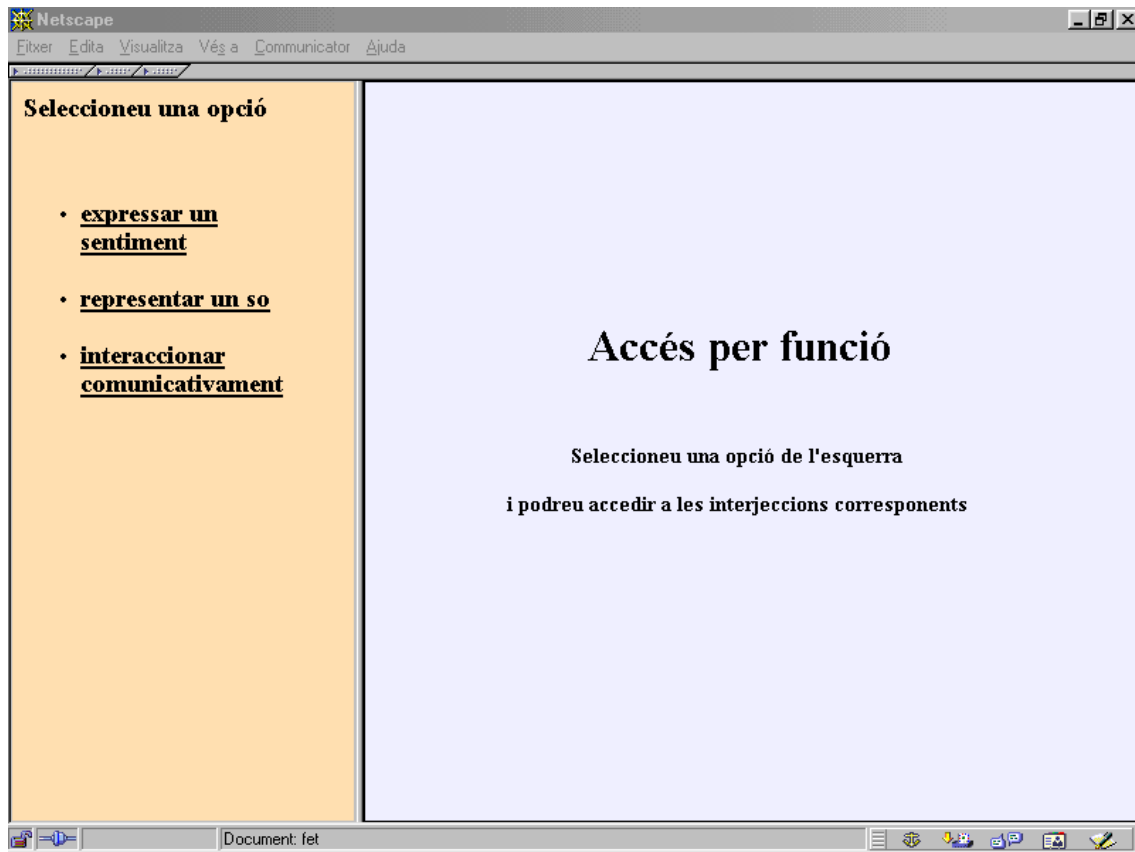 Netscape
Fitxer Edita Visualitza Vés a Communicator Ajuda
Seleccioneu una opció
• expressar un
sentiment
• representar un so
• interaccionar
comunicativament
Accés per funció
Seleccioneu una opció de l'esquerra
i podreu accedir a les interjeccions corresponents
Document: fet